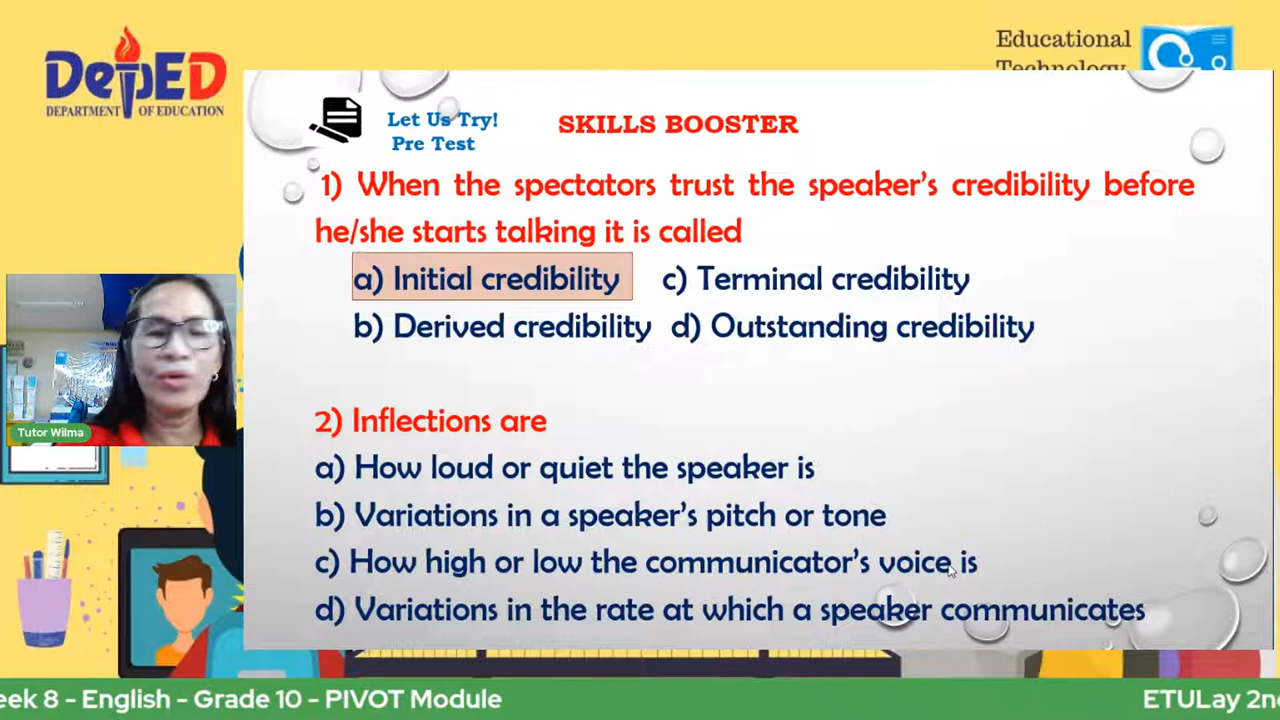 DepED
DEPARTMENT OF EDUCATION
Educational
Technology
Let Us Try!
Pre Test
SKILLS BOOSTER
1) When the spectators trust the speaker's credibility before
he/she starts talking it is called
a) Initial credibility c) Terminal credibility
b) Derived credibility d) Outstanding credibility
2) Inflections are
a) How loud or quiet the speaker is
b) Variations in a speaker's pitch or tone
c) How high or low the communicator's voice is
d) Variations in the rate at which a speaker communicates
Tutor Wilma
eek 8 - English - Grade 10 - PIVOT Module
ETULay 2nd